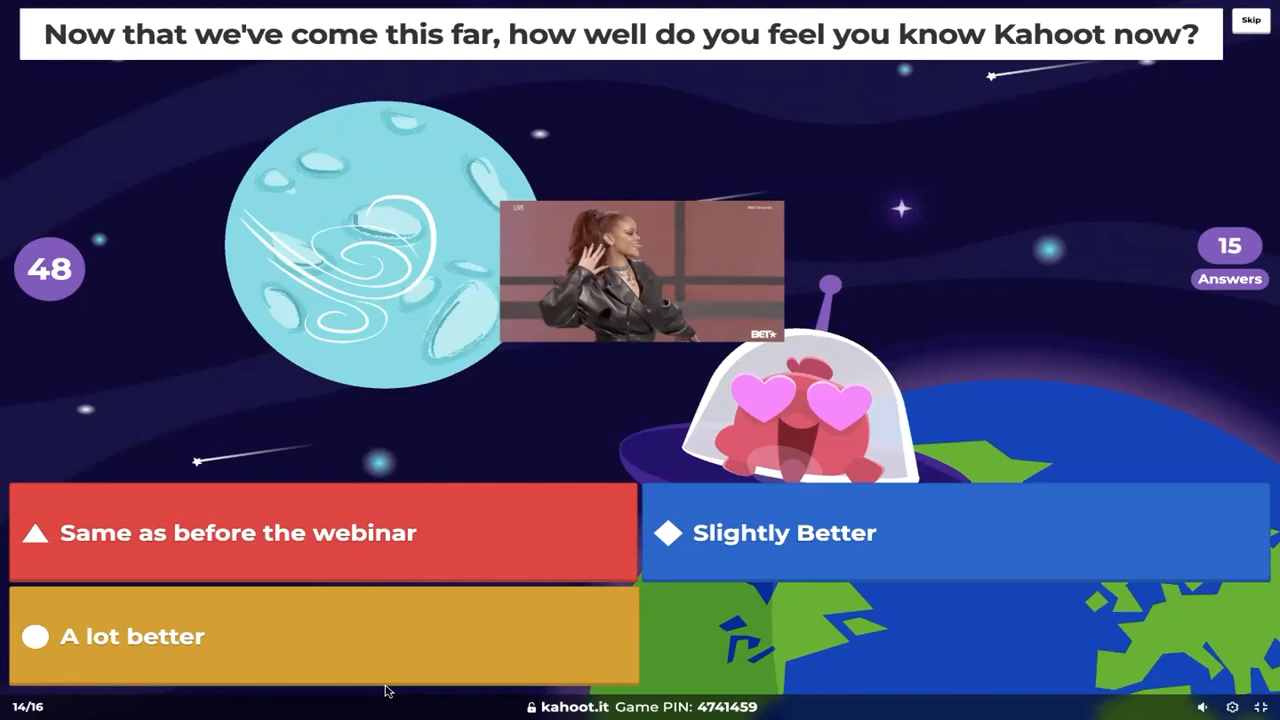 Now that we've come this far, how well do you feel you know Kahoot now?
Skip
LIVE
48
15
Answers
BET★
Same as before the webinar
Slightly Better
A lot better
14/16
kahoot.it Game PIN: 4741459